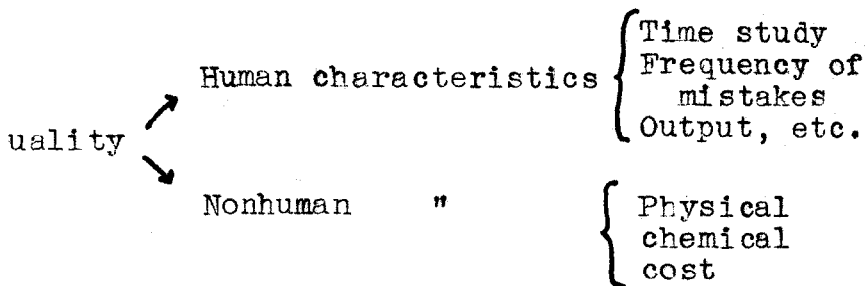 Time study
Human characteristics Frequency of
mistakes
uality Output, etc.
Nonhuman " Physical
chemical
cost